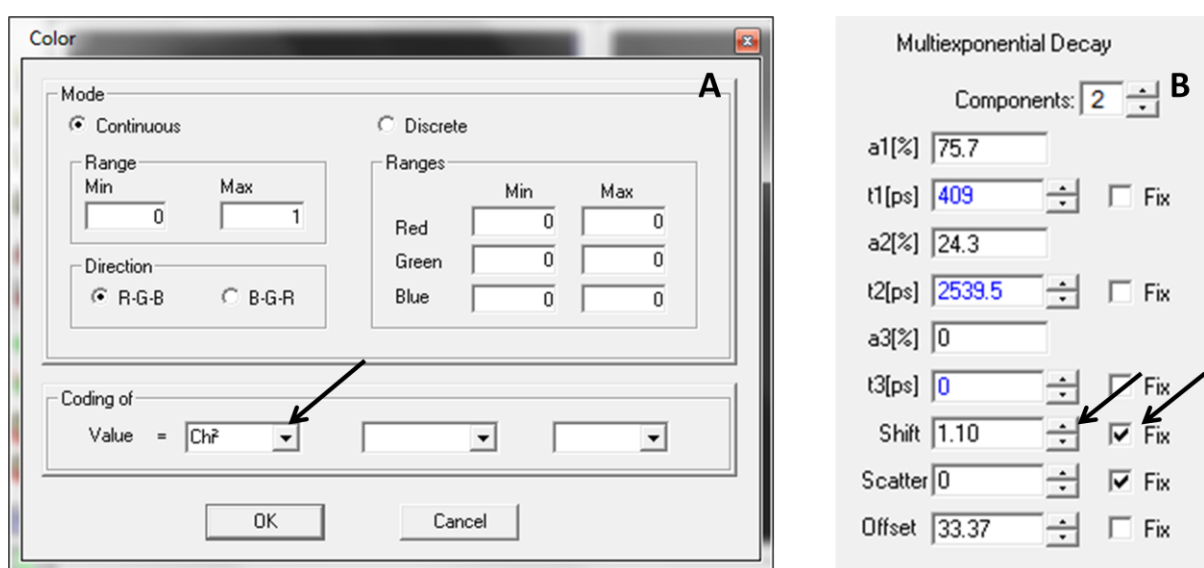 Color
A
Mode
Continuous
Discrete
Range
Min Max
0 1
Direction
R-G-B B-G-R
Ranges
Min Max
Red 0 0
Green 0 0
Blue 0 0
Coding of
Value = Chi²
OK Cancel
Multiexponential Decay
B
Components: 2
a1[%] 75.7
t1[ps] 409 Fix
a2[%] 24.3
t2[ps] 2539.5 Fix
a3[%] 0
t3[ps] 0 Fix
Shift 1.10 Fix
Scatter 0 Fix
Offset 33.37 Fix